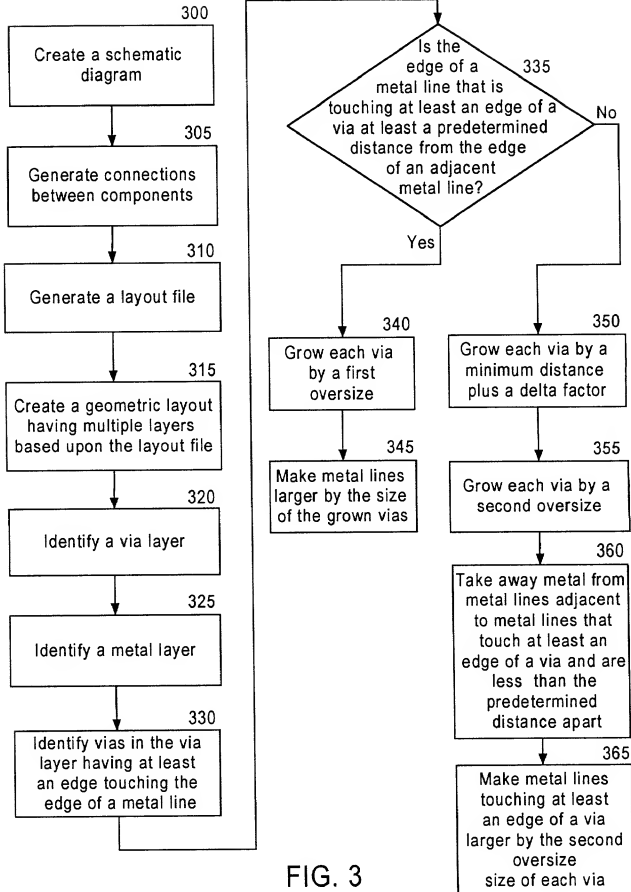 300
Create a schematic
diagram
305
Generate connections
between components
310
Generate a layout file
315
Create a geometric layout
having multiple layers
based upon the layout file
320
Identify a via layer
325
Identify a metal layer
330
Identify vias in the via
layer having at least
an edge touching the
edge of a metal line
335
Is the
edge of a
metal line that is
touching at least an edge of a
via at least a predetermined
distance from the edge
of an adjacent
metal line?
No
Yes
340
Grow each via
by a first
oversize
345
Make metal lines
larger by the size
of the grown vias
350
Grow each via by a
minimum distance
plus a delta factor
355
Grow each via by a
second oversize
360
Take away metal from
metal lines adjacent
to metal lines that
touch at least an
edge of a via and are
less than the
predetermined
distance apart
365
Make metal lines
touching at least
an edge of a via
larger by the second
oversize
size of each via
FIG. 3